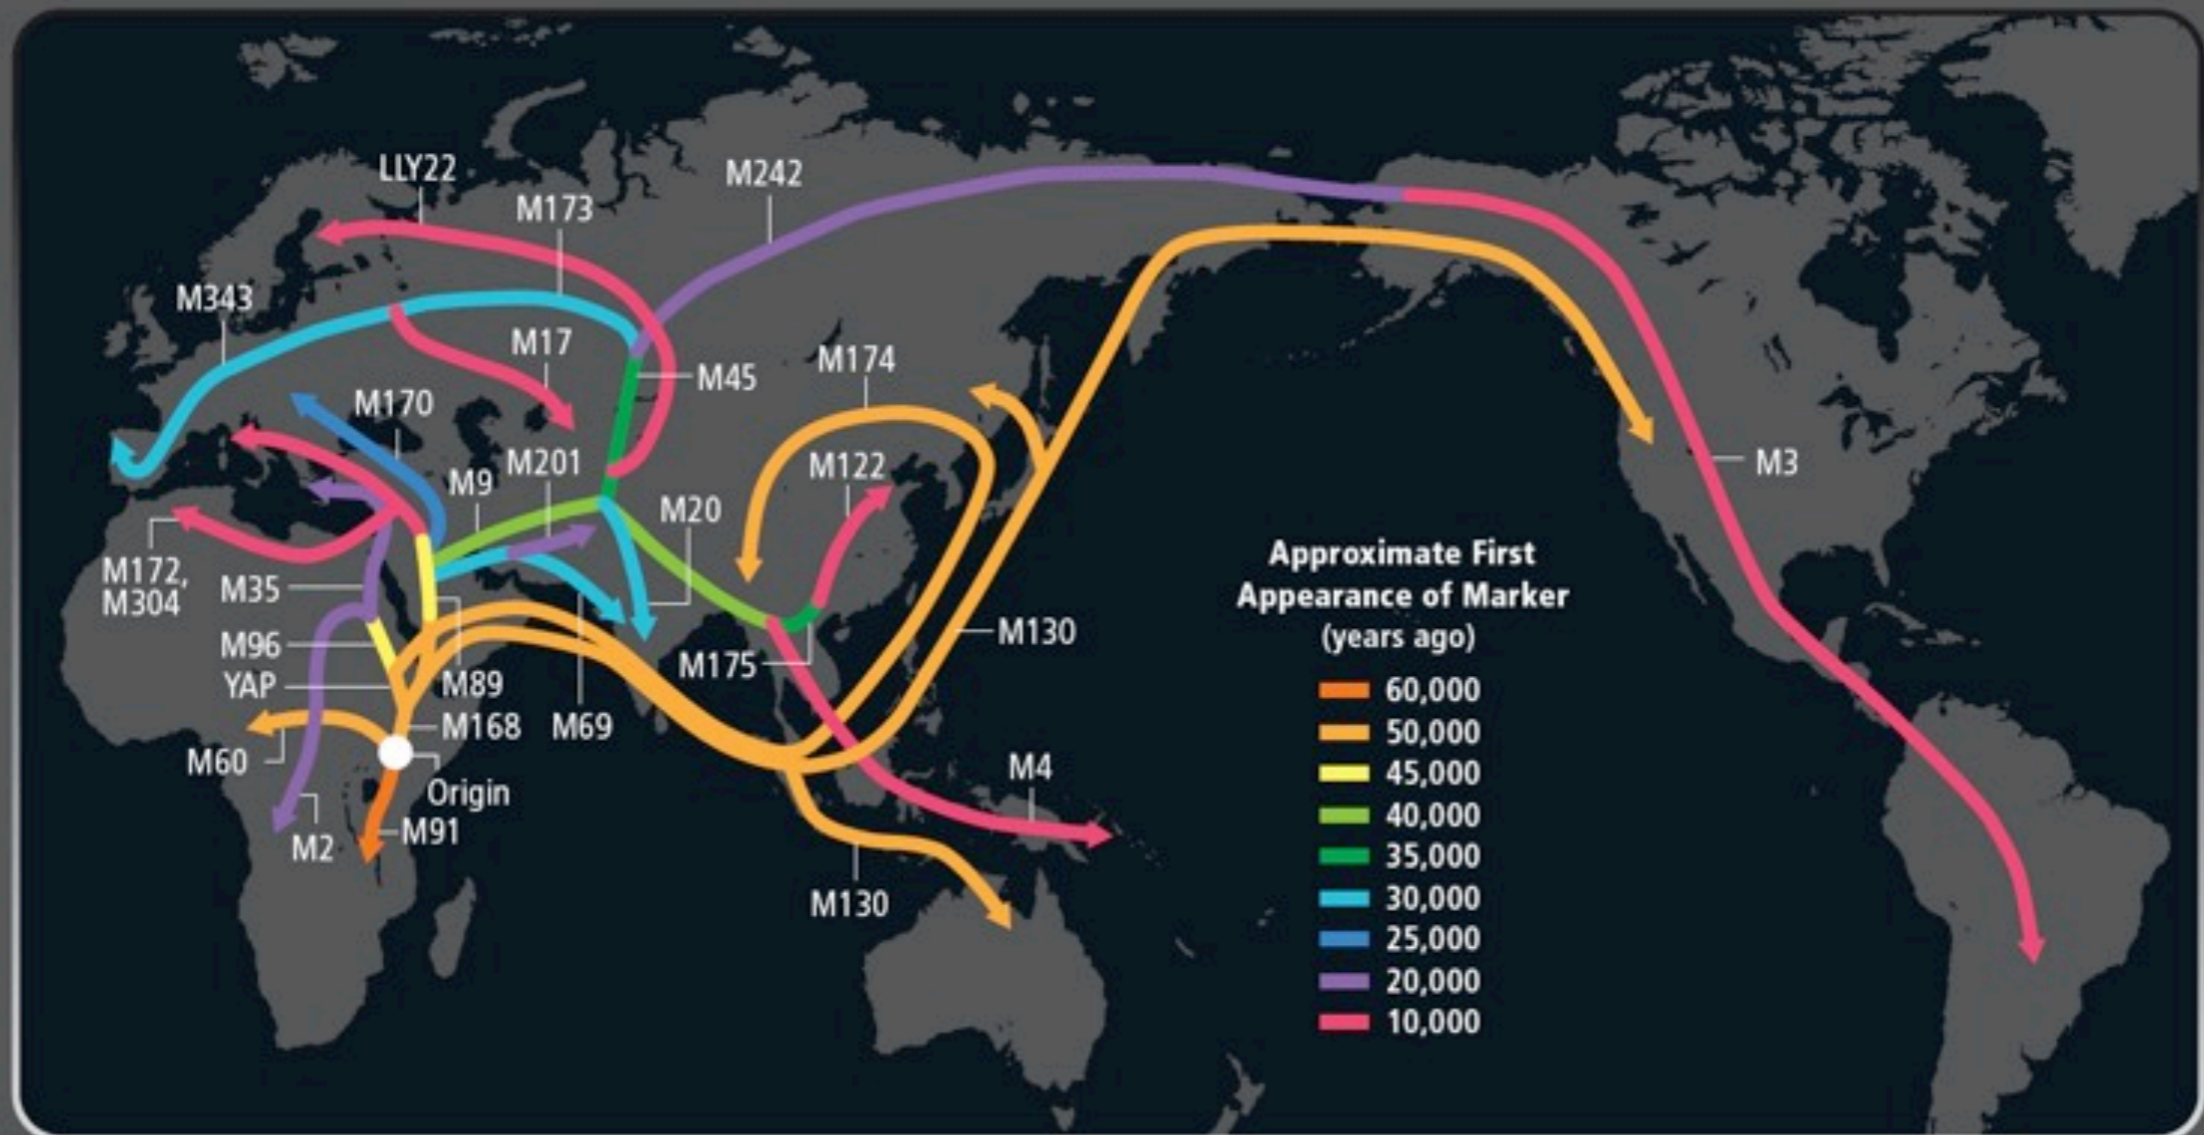 LLY22
M242
M173
M343
M17
M174
M45
M170
M201
M122
M9
M20
M3
M172,
M304
M35
M96
YAP
M89
M175
M130
M168
M69
M60
Origin
M4
M2
M91
M130
Approximate First
Appearance of Marker
(years ago)
60,000
50,000
45,000
40,000
35,000
30,000
25,000
20,000
10,000